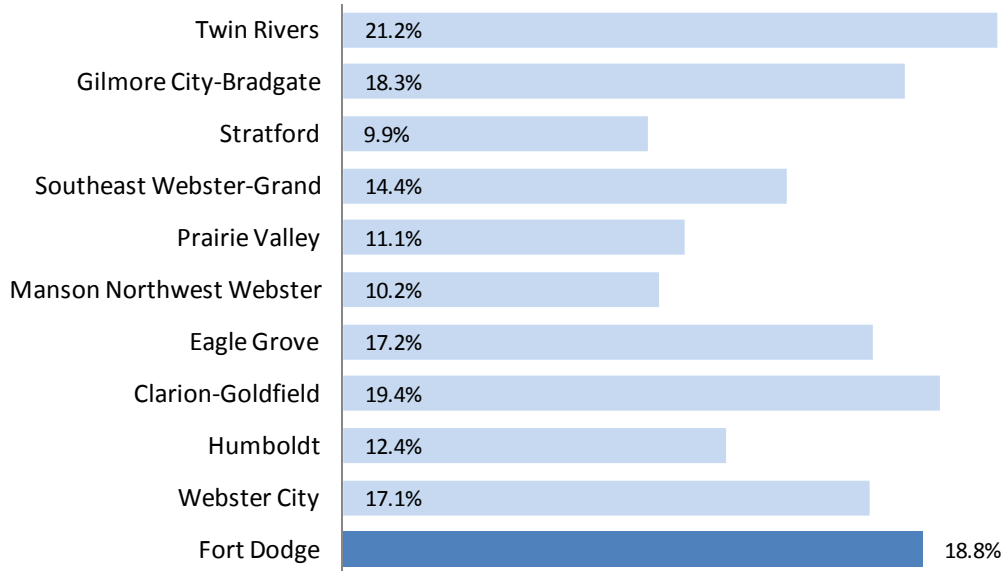 Twin Rivers 21.2%
Gilmore City-Bradgate 18.3%
Stratford 9.9%
Southeast Webster-Grand 14.4%
Prairie Valley 11.1%
Manson Northwest Webster 10.2%
Eagle Grove 17.2%
Clarion-Goldfield 19.4%
Humboldt 12.4%
Webster City 17.1%
Fort Dodge 18.8%